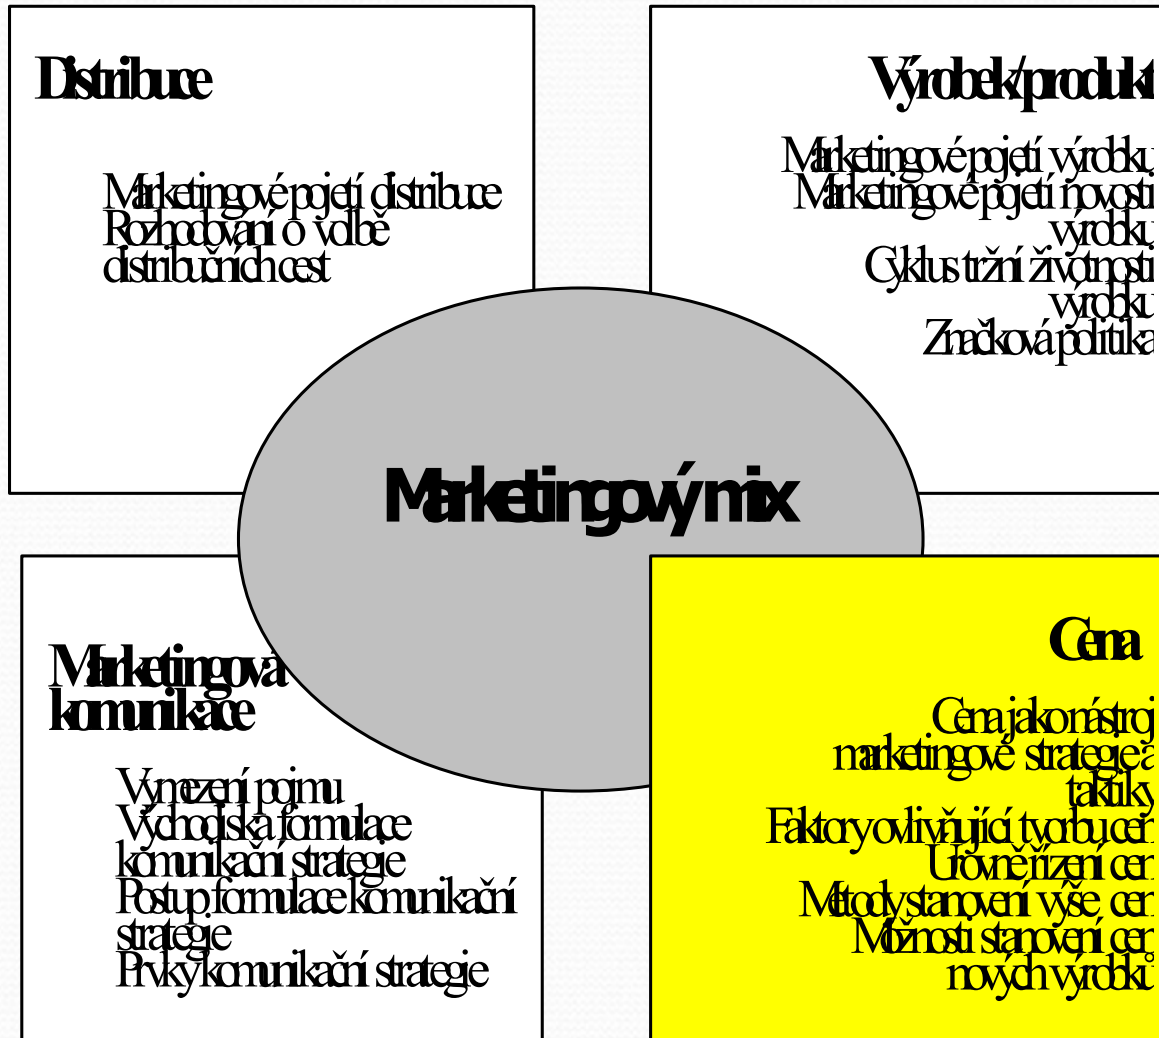 Distribuce
Marketingové pojetí distribuce
Rozhodování o volbě
distribučních cest
Výrobek/produkt
Marketingové pojetí výrobku
Marketingové pojetí novosti
výrobku
Cyklus tržní životnosti
výrobku
Značková politika
Marketingový mix
Marketingová
komunikace
Vymezení pojmu
Východiska formulace
komunikační strategie
Postup formulace komunikační
strategie
Prvky komunikační strategie
Cena
Cena jako nástroj
marketingové strategie a
taktiky
Faktory ovlivňující tvorbu cen
Úrovně řízení cen
Metody stanovení výše cen
Možnosti stanovení cen
nových výrobků